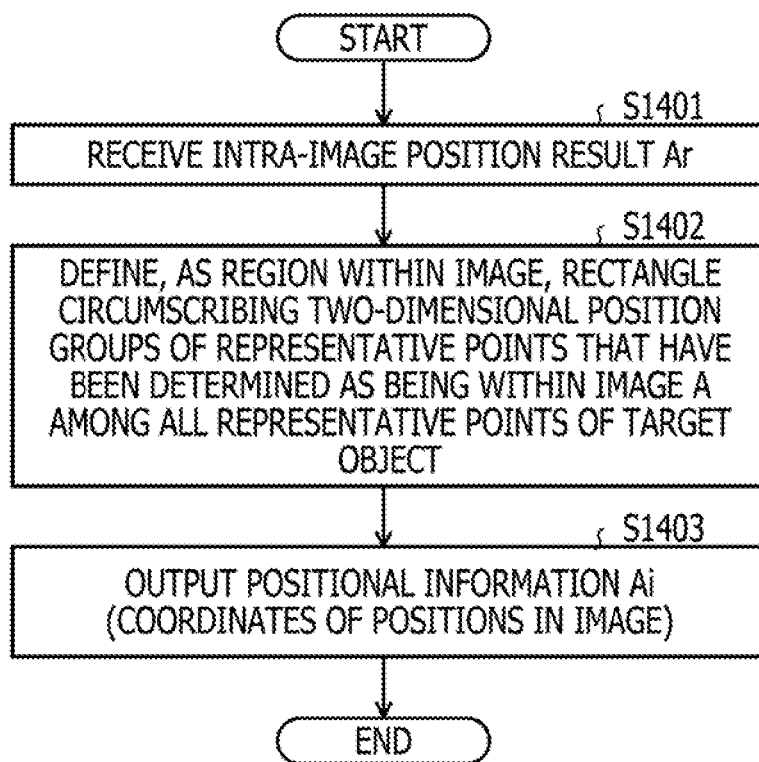 START
S1401
RECEIVE INTRA-IMAGE POSITION RESULT Ar
S1402
DEFINE, AS REGION WITHIN IMAGE, RECTANGLE
CIRCUMSCRIBING TWO-DIMENSIONAL POSITION
GROUPS OF REPRESENTATIVE POINTS THAT HAVE
BEEN DETERMINED AS BEING WITHIN IMAGE A
AMONG ALL REPRESENTATIVE POINTS OF TARGET
OBJECT
S1403
OUTPUT POSITIONAL INFORMATION Ai
(COORDINATES OF POSITIONS IN IMAGE)
END